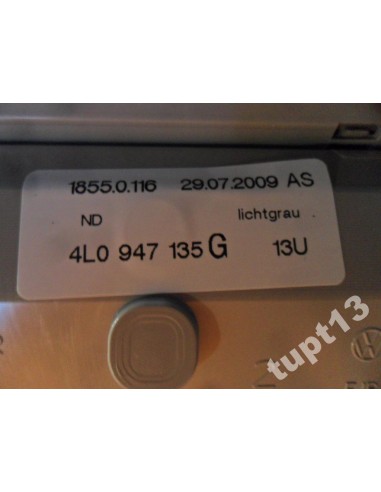 1855.0.116 29.07.2009 AS
ND lichtgrau
4L0 947 135 G 13U
tupt13